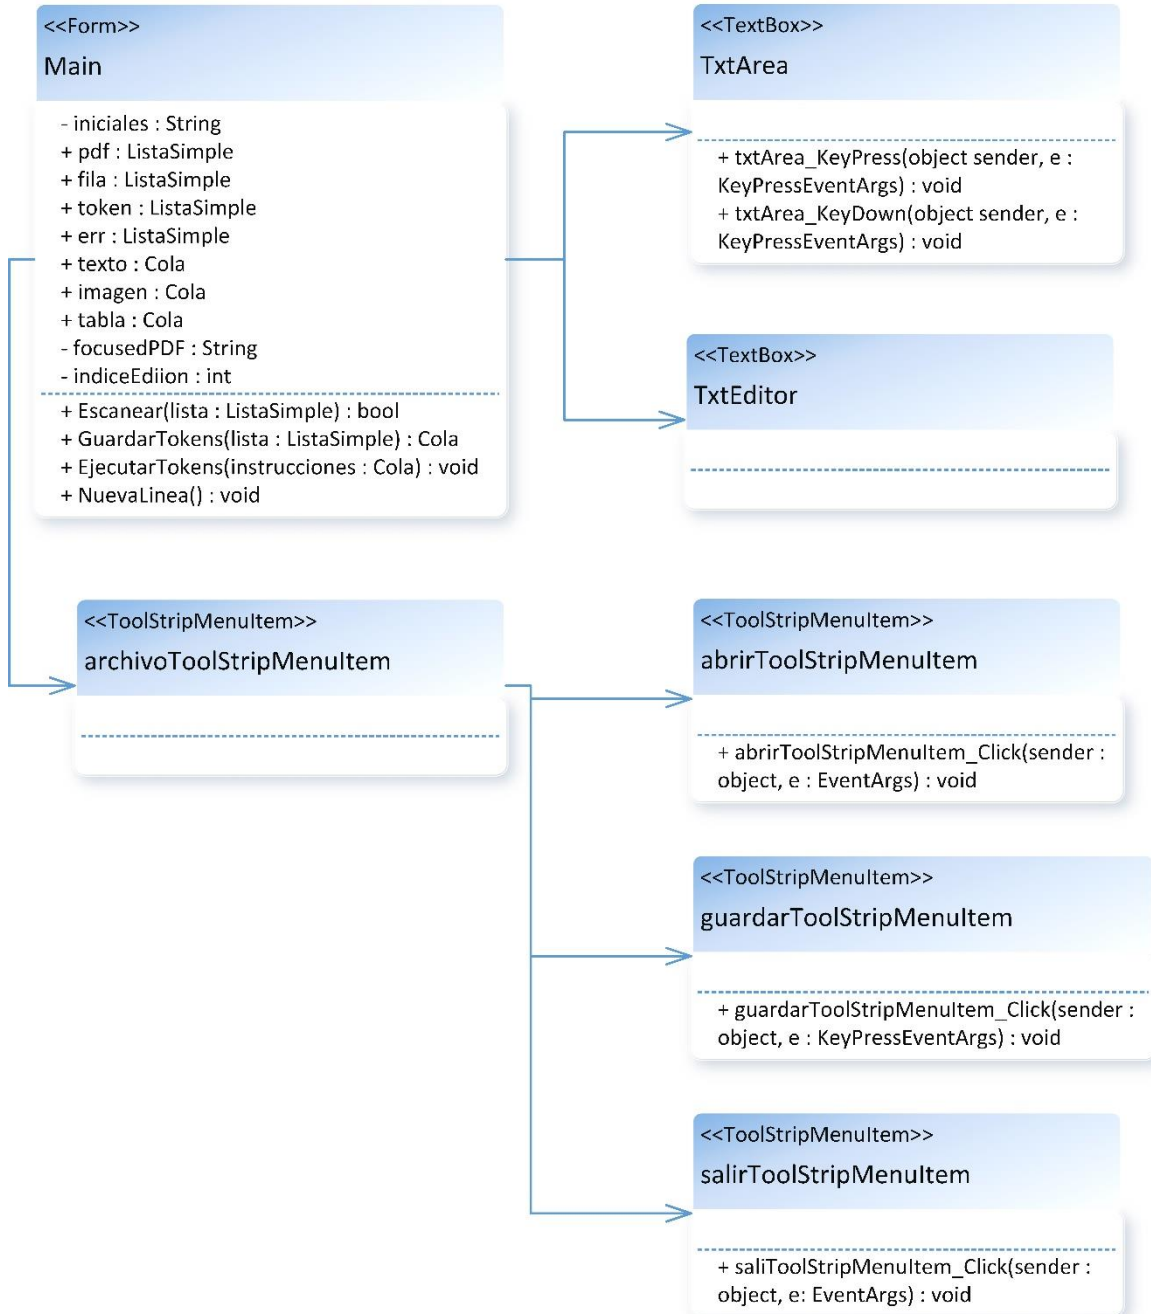 <<Form>>
Main
- iniciales : String
+ pdf : ListaSimple
+ fila : ListaSimple
+ token : ListaSimple
+ err : ListaSimple
+ texto : Cola
+ imagen : Cola
+ tabla : Cola
- focusedPDF : String
- indiceEdiion : int
+ Escanear(lista : ListaSimple) : bool
+ GuardarTokens(lista : ListaSimple) : Cola
+ EjecutarTokens(instrucciones : Cola) : void
+ NuevaLinea() : void
<<TextBox>>
TxtArea
+ txtArea_KeyPress(object sender, e :
KeyPressEventArgs) : void
+ txtArea_KeyDown(object sender, e :
KeyPressEventArgs) : void
<<TextBox>>
TxtEditor
<<ToolStripMenuItem>>
archivoToolStripMenuItem
<<ToolStripMenuItem>>
abrirToolStripMenuItem
+ abrirToolStripMenuItem_Click(sender :
object, e : EventArgs) : void
<<ToolStripMenuItem>>
guardarToolStripMenuItem
+ guardarToolStripMenuItem_Click(sender :
object, e : KeyPressEventArgs) : void
<<ToolStripMenuItem>>
salirToolStripMenuItem
+ saliToolStripMenuItem_Click(sender :
object, e: EventArgs) : void